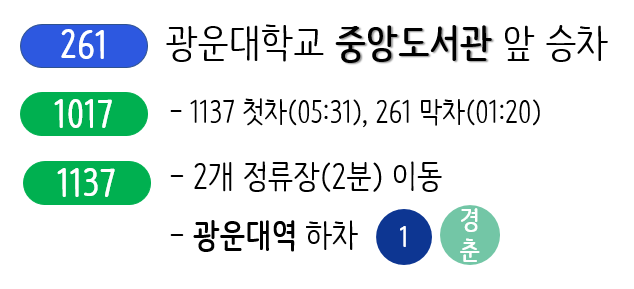 261 광운대학교 중앙도서관 앞 승차
1017 - 1137 첫차(05:31), 261 막차(01:20)
1137 - 2개 정류장(2분) 이동
- 광운대역 하차 1 경춘